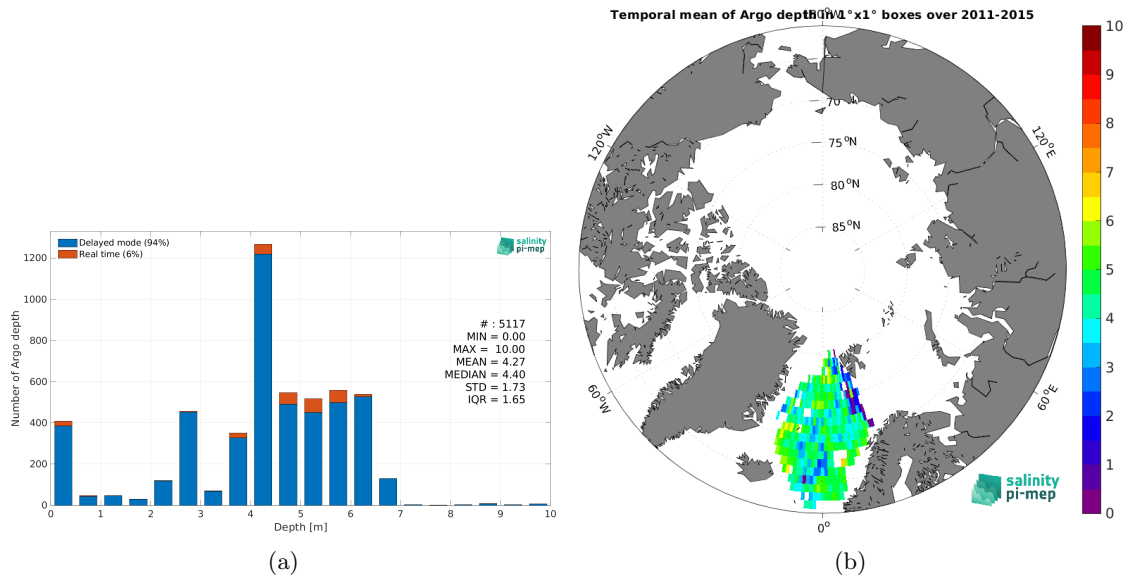 Delayed mode (94%)
Real time (6%)
salinity
pi-mep
1200
1000
800
600
400
200
0
Number of Argo depth
# : 5117
MIN = 0.00
MAX = 10.00
MEAN = 4.27
MEDIAN = 4.40
STD = 1.73
IQR = 1.65
0 1 2 3 4 5 6 7 8 9 10
Depth [m]
(a)
Temporal mean of Argo depth in 1°x1° boxes over 2011-2015
180°W
120°W
120°E
60°W
60°E
0°
70°N
75°N
80°N
85°N
10
9
8
7
6
5
4
3
2
1
0
salinity
pi-mep
(b)